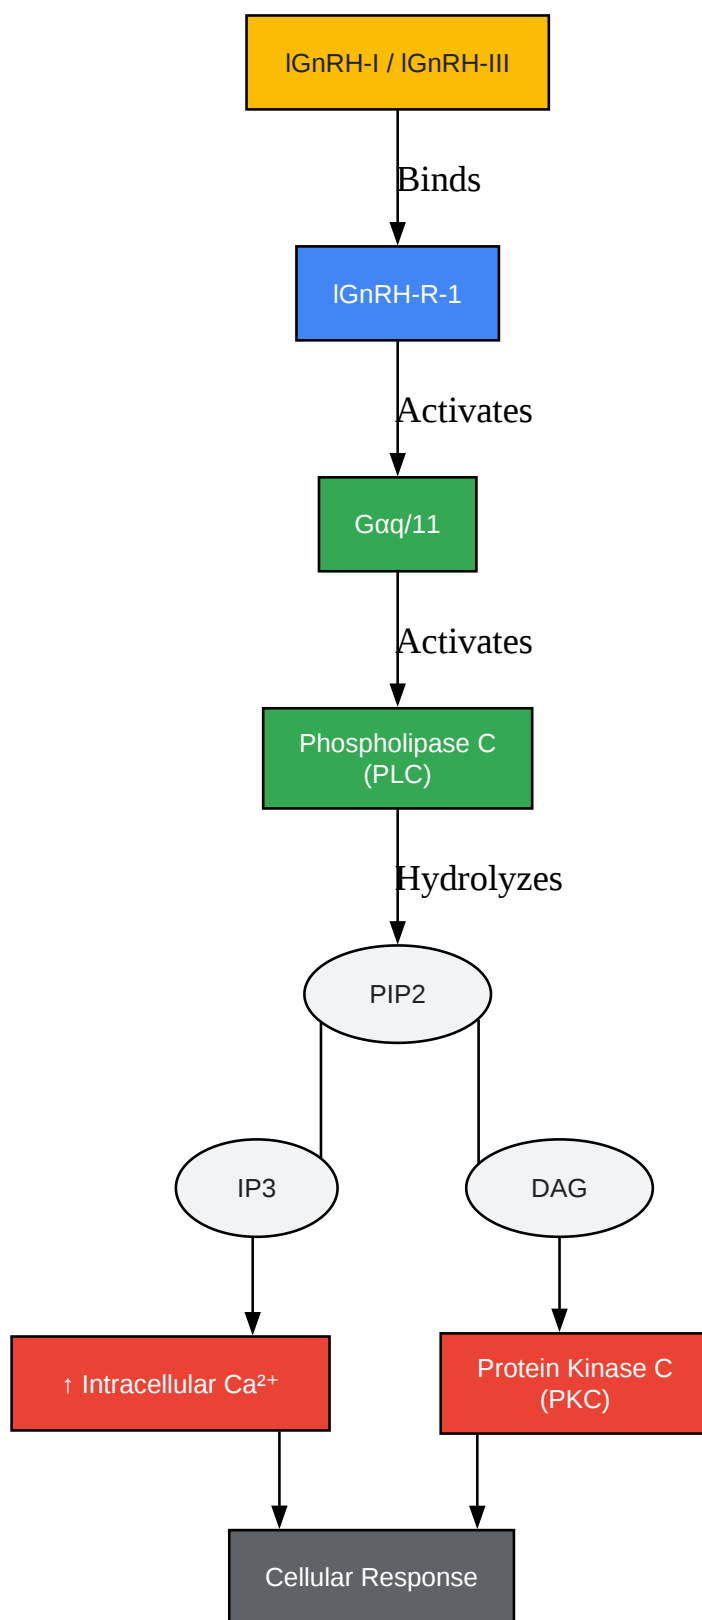 lGnRH-I / lGnRH-III
Binds
lGnRH-R-1
Activates
Gαq/11
Activates
Phospholipase C
(PLC)
Hydrolyzes
PIP2
IP3
DAG
↑ Intracellular Ca²⁺
Protein Kinase C
(PKC)
Cellular Response